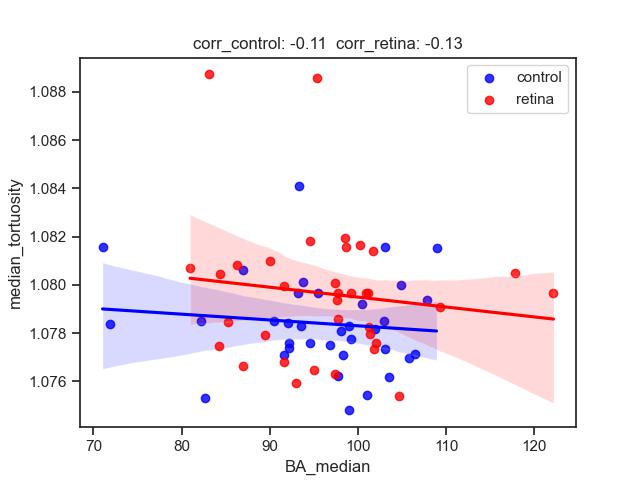 corr_control: -0.11  corr_retina: -0.13
control
retina
1.088
1.086
1.084
1.082
1.080
1.078
1.076
median_tortuosity
70 80 90 100 110 120
BA_median